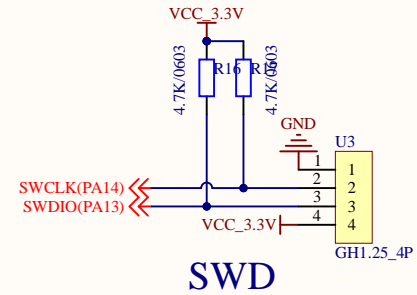 VCC_3.3V
4.7K/0603
R16
4.7K/0603
GND
U3
1
1
SWCLK(PA14)
2
2
SWDIO(PA13)
3
3
VCC_3.3V
4
4
GH1.25_4P
SWD